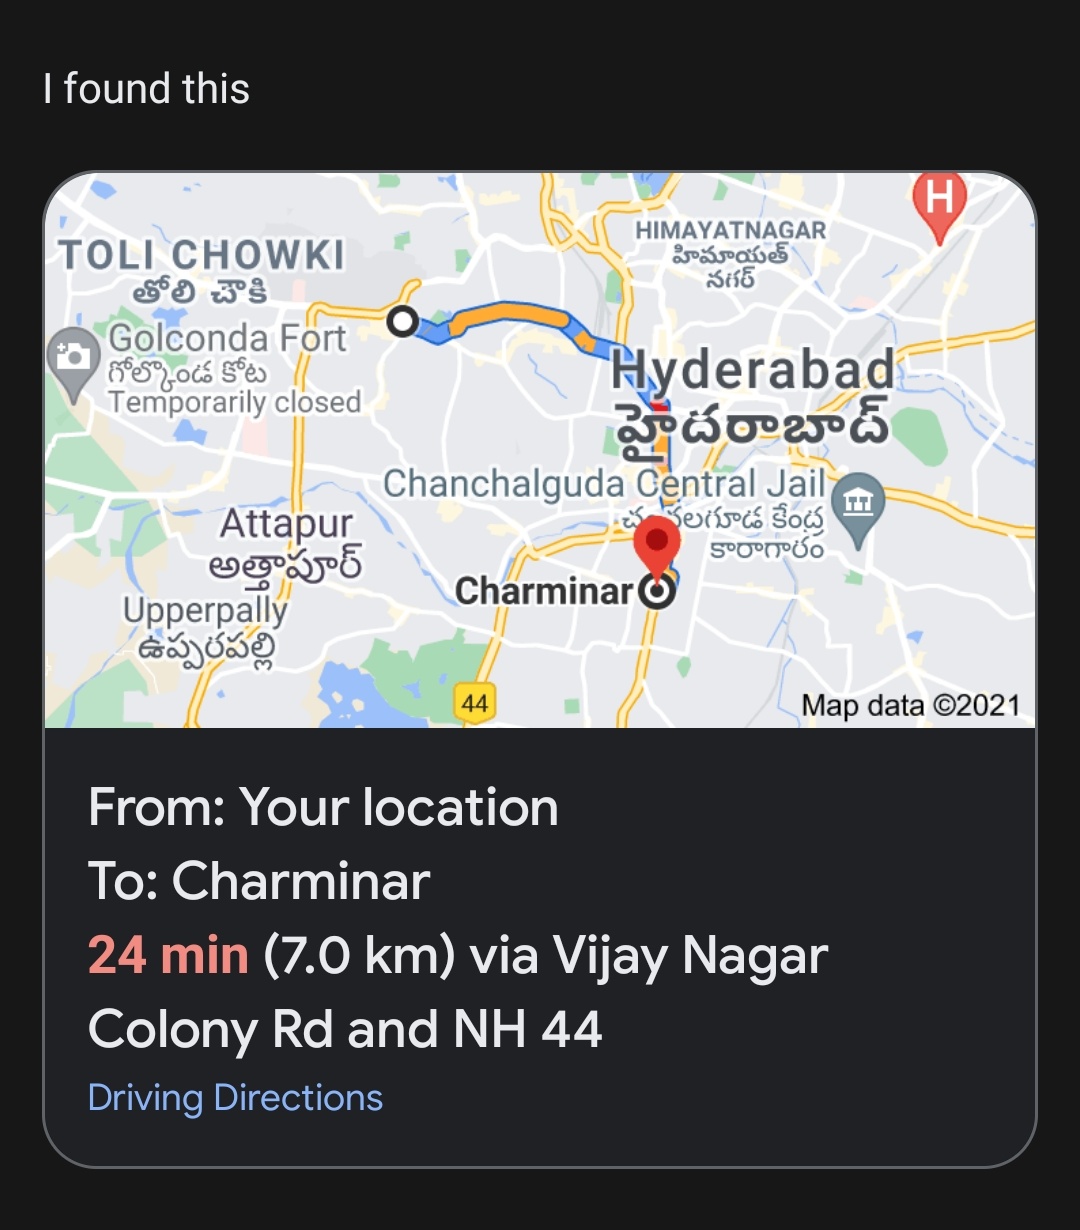 I found this
H
HIMAYATNAGAR
హిమాయత్
నగర్
TOLI CHOWKI
తోలి చౌకి
Golconda Fort
గోల్కొండ కోట
Temporarily closed
Hyderabad
హైదరాబాద్
Chanchalguda Central Jail
కేంద్ర
కారాగారం
Attapur
అత్తాపూర్
Charminar
Upperpally
ఉప్పరపల్లి
44
Map data ©2021
From: Your location
To: Charminar
24 min (7.0 km) via Vijay Nagar
Colony Rd and NH 44
Driving Directions